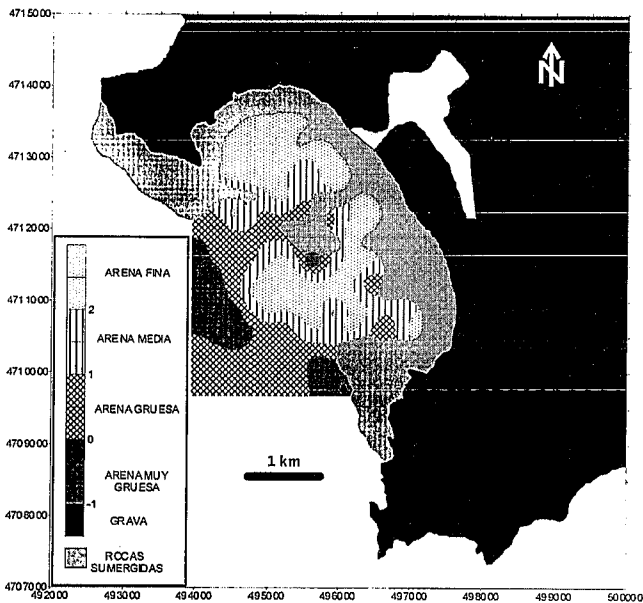 4715000
4714000
4713000
4712000
4711000
4710000
4709000
4708000
4707000
N
ARENA FINA
2
ARENA MEDIA
1
ARENA GRUESA
0
ARENA MUY
GRUESA
-1
GRAVA
ROCAS
SUMERGIDAS
1 km
492000 493000 494000 495000 496000 497000 498000 499000 500000